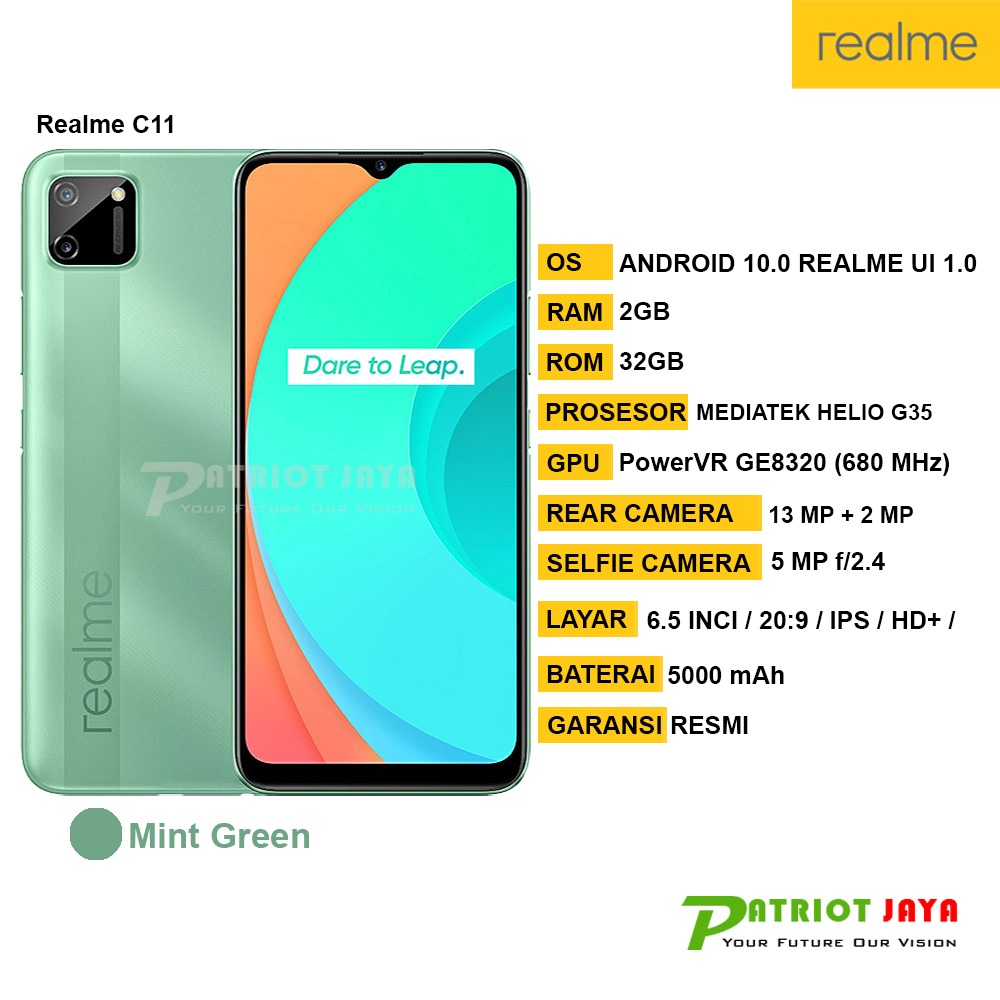 realme
Realme C11
Dare to Leap.
OS ANDROID 10.0 REALME UI 1.0
RAM 2GB
ROM 32GB
PROSESOR MEDIATEK HELIO G35
GPU PowerVR GE8320 (680 MHz)
REAR CAMERA 13 MP + 2 MP
SELFIE CAMERA 5 MP f/2.4
LAYAR 6.5 INCI / 20:9 / IPS / HD+ /
BATERAI 5000 mAh
GARANSI RESMI
PATRIOT JAYA
YOUR FUTURE OUR VISION
realme
Mint Green
PATRIOT JAYA
YOUR FUTURE OUR VISION